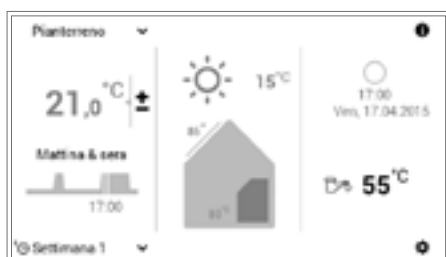 Pianterreno
21,0 °C ±
15°C
17:00
Ven, 17.04.2015
Mattina & sera
17:00
55°C
Settimana 1